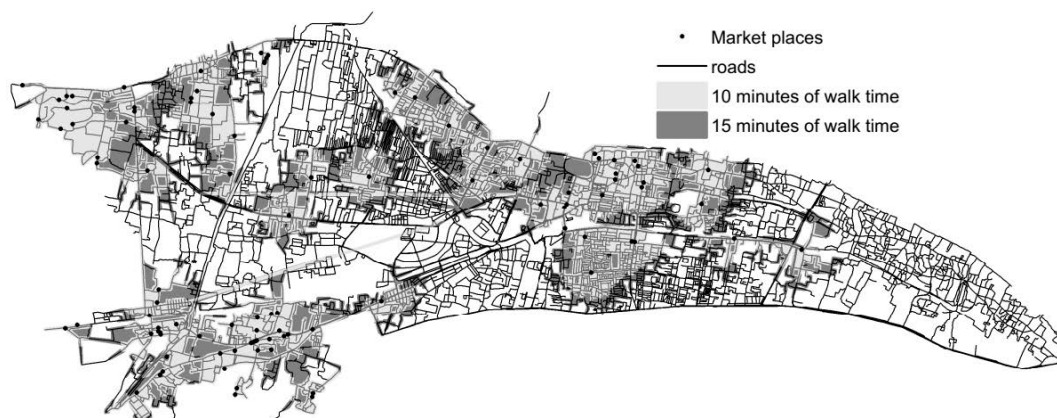 Market places
roads
10 minutes of walk time
15 minutes of walk time